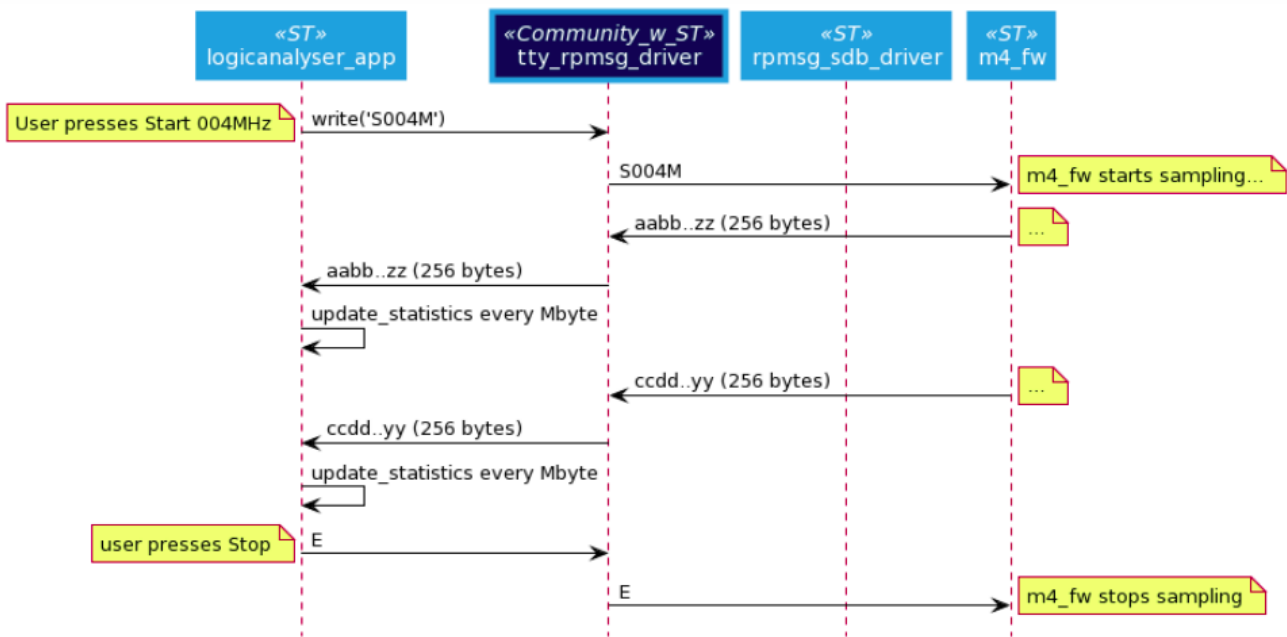 «ST»
logicanalyser_app
«Community_w_ST»
tty_rpmsg_driver
«ST»
rpmsg_sdb_driver
«ST»
m4_fw
User presses Start 004MHz
write('S004M')
S004M
m4_fw starts sampling...
aabb..zz (256 bytes)
...
aabb..zz (256 bytes)
update_statistics every Mbyte
ccdd..yy (256 bytes)
...
ccdd..yy (256 bytes)
update_statistics every Mbyte
user presses Stop
E
E
m4_fw stops sampling